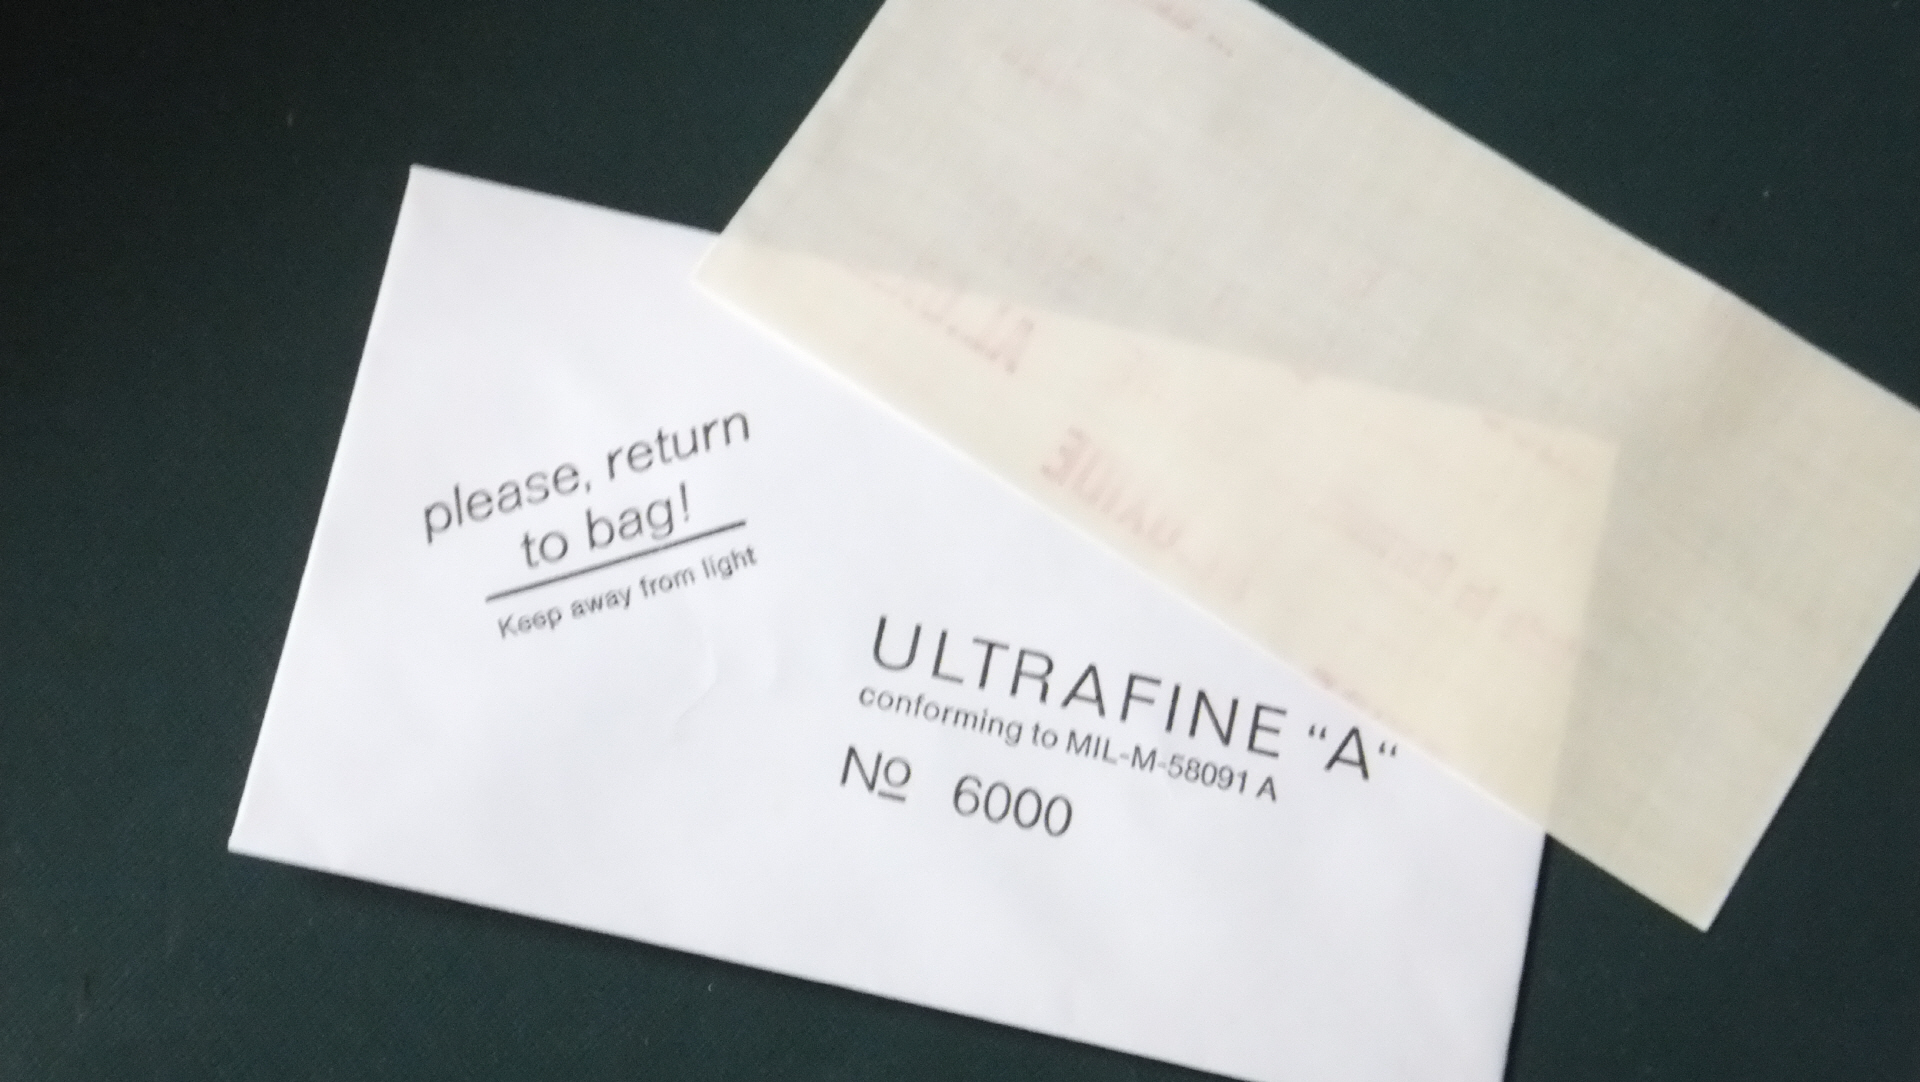 please, return
to bag!
Keep away from light
ULTRAFINE “A“
conforming to MIL-M-58091 A
No 6000